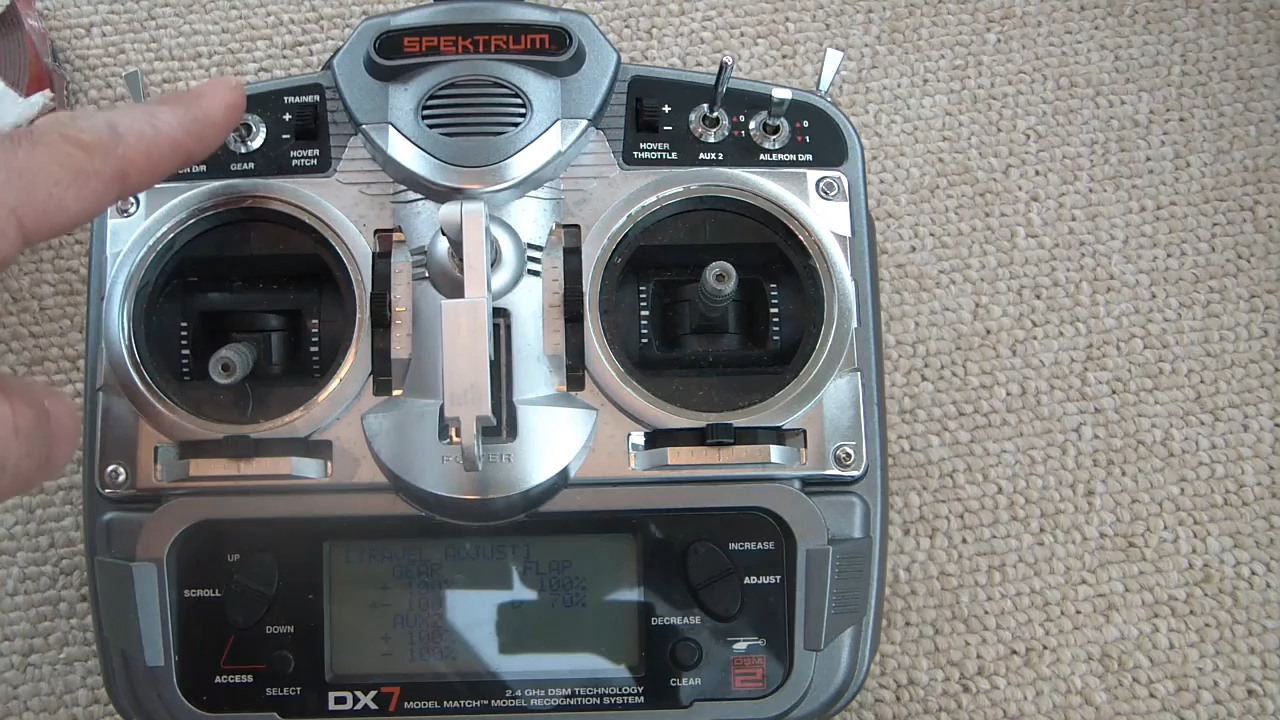 SPEKTRUM
TRAINER
+
-
HOVER
PITCH
GEAR
D/R
+
-
HOVER
THROTTLE
0
1
AUX 2
0
1
AILERON D/R
POWER
[TRAVEL ADJUST]
GEAR FLAP
+ 100% 100%
100% D 70%
AUX2
+ 100%
- 100%
UP
SCROLL
DOWN
ACCESS
SELECT
INCREASE
ADJUST
DECREASE
CLEAR
DSM
2
DX7
2.4 GHz DSM TECHNOLOGY
MODEL MATCH™ MODEL RECOGNITION SYSTEM